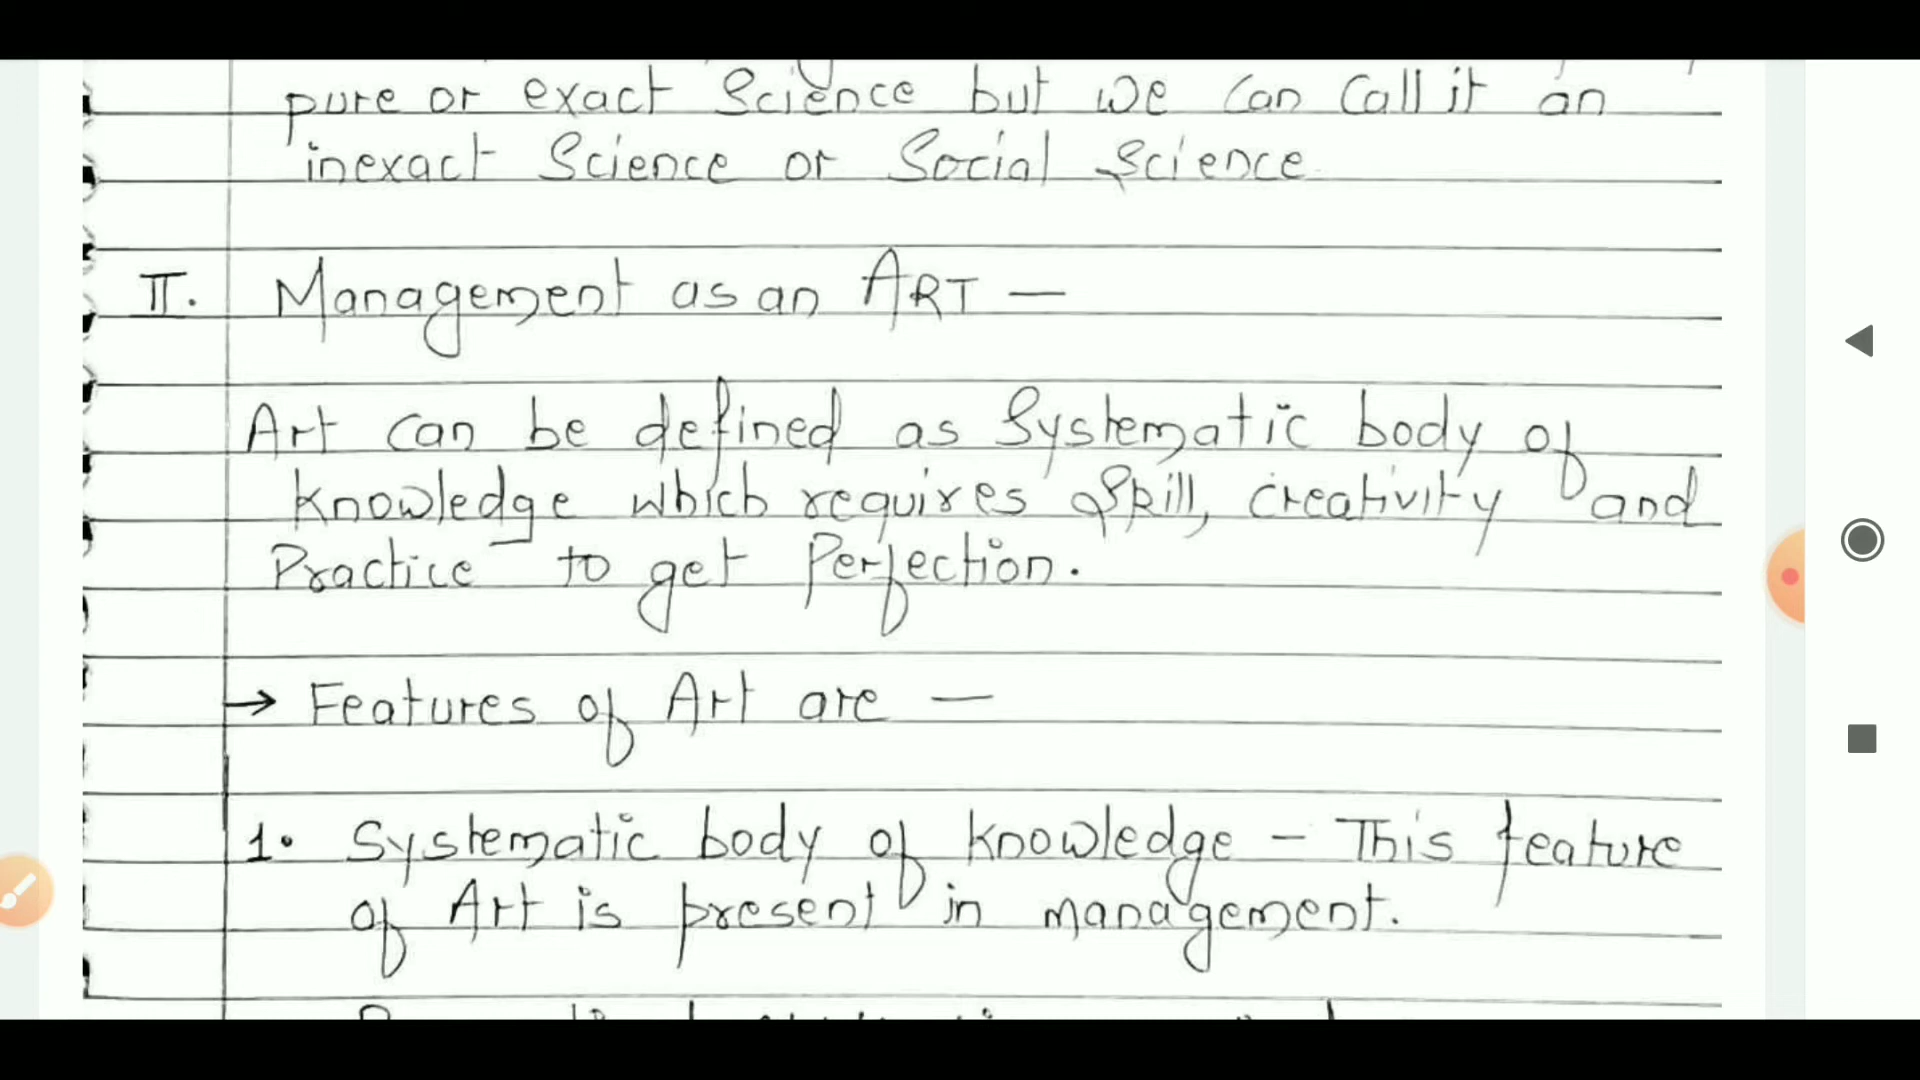 pure or exact Science but we can call it an
inexact Science or Social Science.
II. Management as an ART —
Art can be defined as Systematic body of
knowledge which requires Skill, creativity and
Practice to get Perfection.
→ Features of Art are —
1. Systematic body of knowledge - This feature
of Art is present in management.